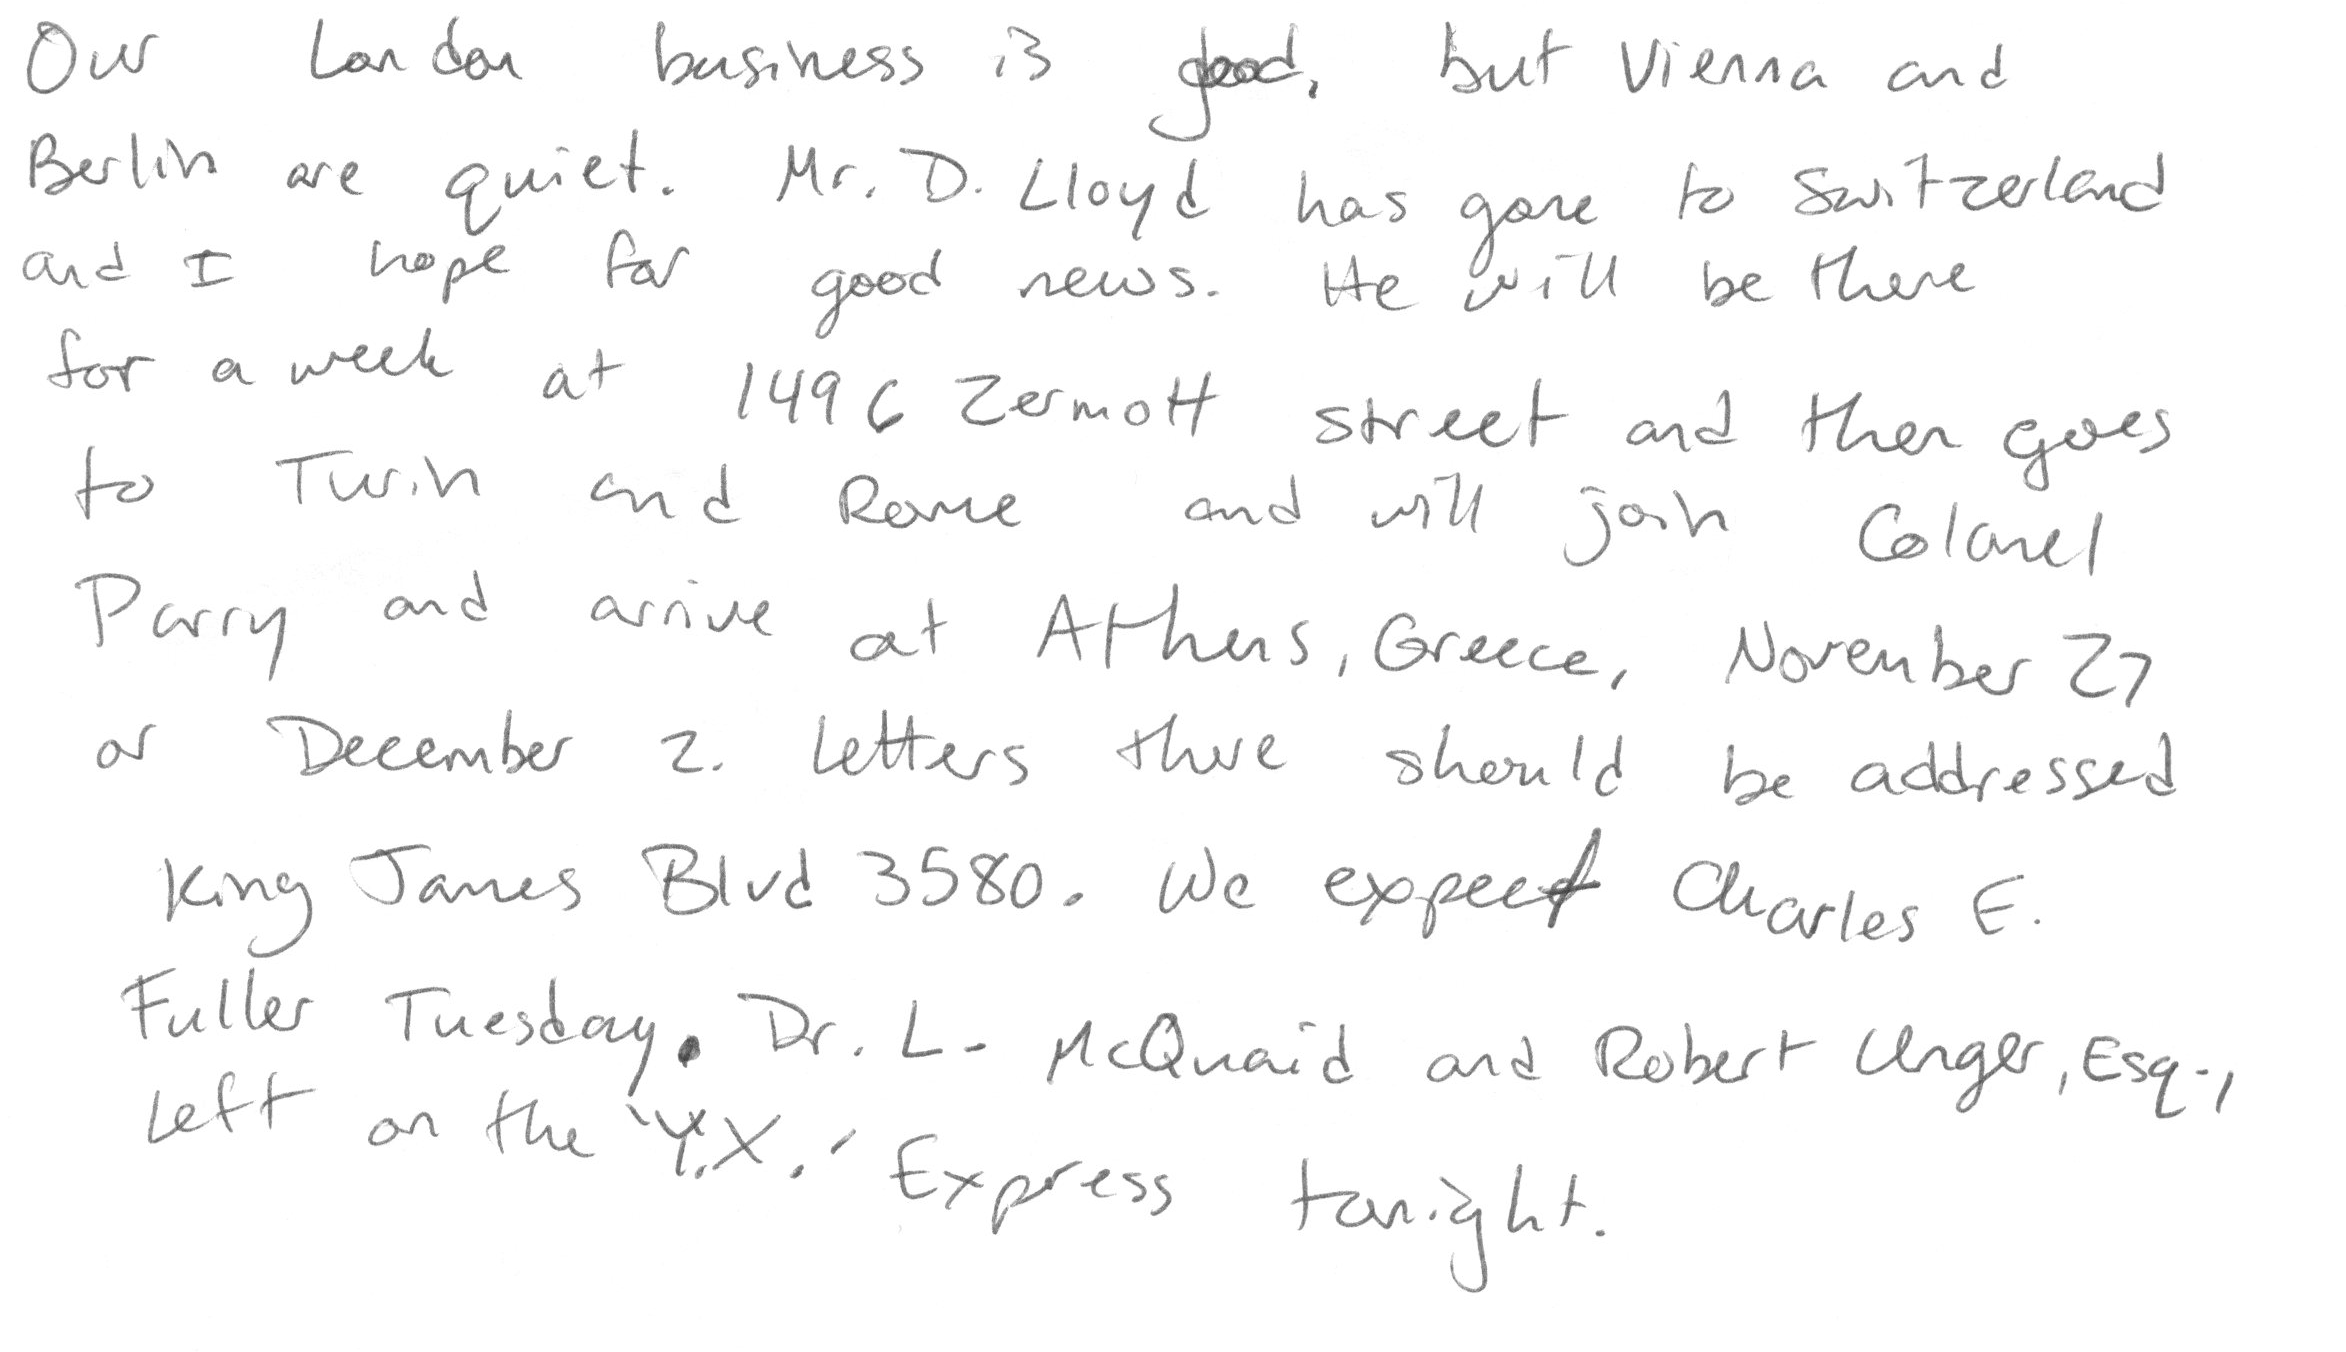 Our London business is good, but Vienna and
Berlin are quiet. Mr. D. Lloyd has gone to Switzerland
and I hope for good news. He will be there
for a week at 1496 Zermott street and then goes
to Turin and Rome and will join Colonel
Parry and arrive at Athens, Greece, November 27
or December 2. Letters there should be addressed
King James Blvd 3580. We expect Charles E.
Fuller Tuesday. Dr. L. McQuaid and Robert Unger, Esq.,
left on the "Y.X." Express tonight.